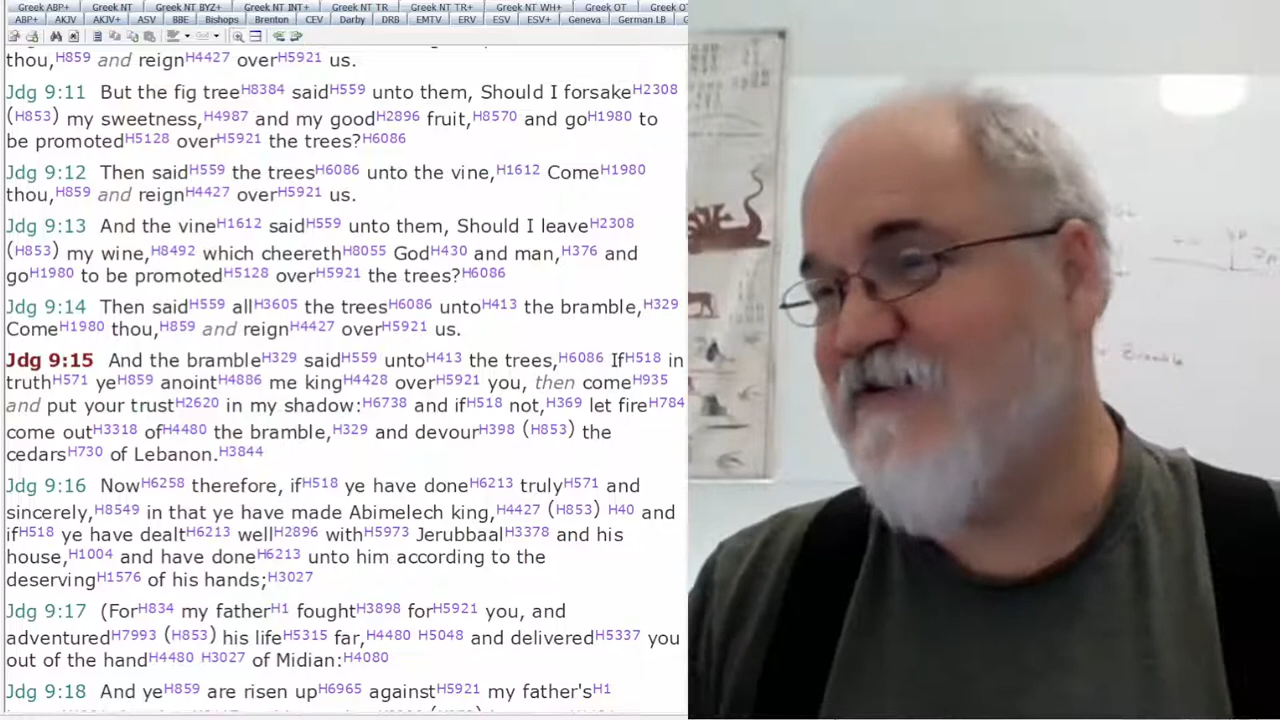 Greek ABP+ Greek NT Greek NT BYZ+ Greek NT INT+ Greek NT TR Greek NT TR+ Greek NT WH+ Greek OT Greek O
ABP+ AKJV AKJV+ ASV BBE Bishops Brenton CEV Darby DRB EMTV ERV ESV ESV+ Geneva German LB G
thou,H859 and reignH4427 overH5921 us.
Jdg 9:11 But the fig treeH8384 saidH559 unto them, Should I forsakeH2308
(H853) my sweetness,H4987 and my goodH2896 fruit,H8570 and goH1980 to
be promotedH5128 overH5921 the trees?H6086
Jdg 9:12 Then saidH559 the treesH6086 unto the vine,H1612 ComeH1980
thou,H859 and reignH4427 overH5921 us.
Jdg 9:13 And the vineH1612 saidH559 unto them, Should I leaveH2308
(H853) my wine,H8492 which cheerethH8055 GodH430 and man,H376 and
goH1980 to be promotedH5128 overH5921 the trees?H6086
Jdg 9:14 Then saidH559 allH3605 the treesH6086 untoH413 the bramble,H329
ComeH1980 thou,H859 and reignH4427 overH5921 us.
Jdg 9:15 And the brambleH329 saidH559 untoH413 the trees,H6086 IfH518 in
truthH571 yeH859 anointH4886 me kingH4428 overH5921 you, then comeH935
and put your trustH2620 in my shadow:H6738 and ifH518 not,H369 let fireH784
come outH3318 ofH4480 the bramble,H329 and devourH398 (H853) the
cedarsH730 of Lebanon.H3844
Jdg 9:16 NowH6258 therefore, ifH518 ye have doneH6213 trulyH571 and
sincerely,H8549 in that ye have made Abimelech king,H4427 (H853) H40 and
ifH518 ye have dealtH6213 wellH2896 withH5973 JerubbaalH3378 and his
house,H1004 and have doneH6213 unto him according to the
deservingH1576 of his hands;H3027
Jdg 9:17 (ForH834 my fatherH1 foughtH3898 forH5921 you, and
adventuredH7993 (H853) his lifeH5315 far,H4480 H5048 and deliveredH5337 you
out of the handH4480 H3027 of Midian:H4080
Jdg 9:18 And yeH859 are risen upH6965 againstH5921 my father'sH1
Bramble